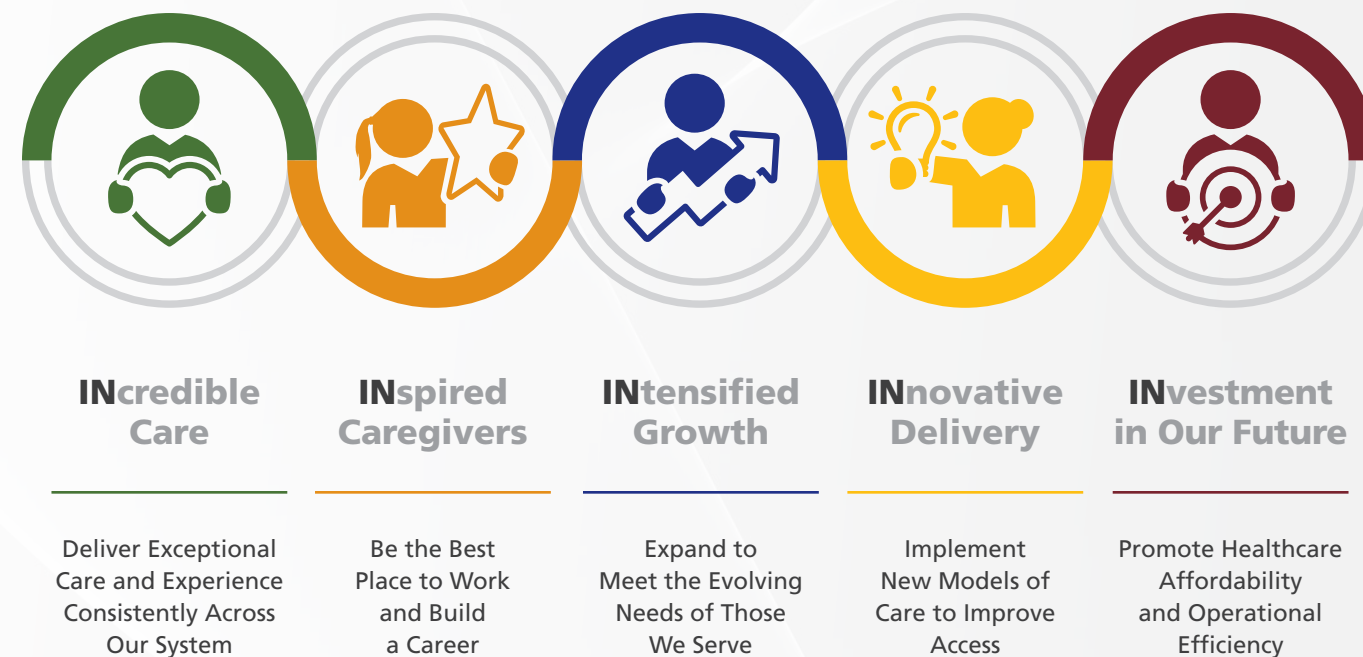 INcredible
Care
Deliver Exceptional
Care and Experience
Consistently Across
Our System
INspired
Caregivers
Be the Best
Place to Work
and Build
a Career
INtensified
Growth
Expand to
Meet the Evolving
Needs of Those
We Serve
INnovative
Delivery
Implement
New Models of
Care to Improve
Access
INvestment
in Our Future
Promote Healthcare
Affordability
and Operational
Efficiency